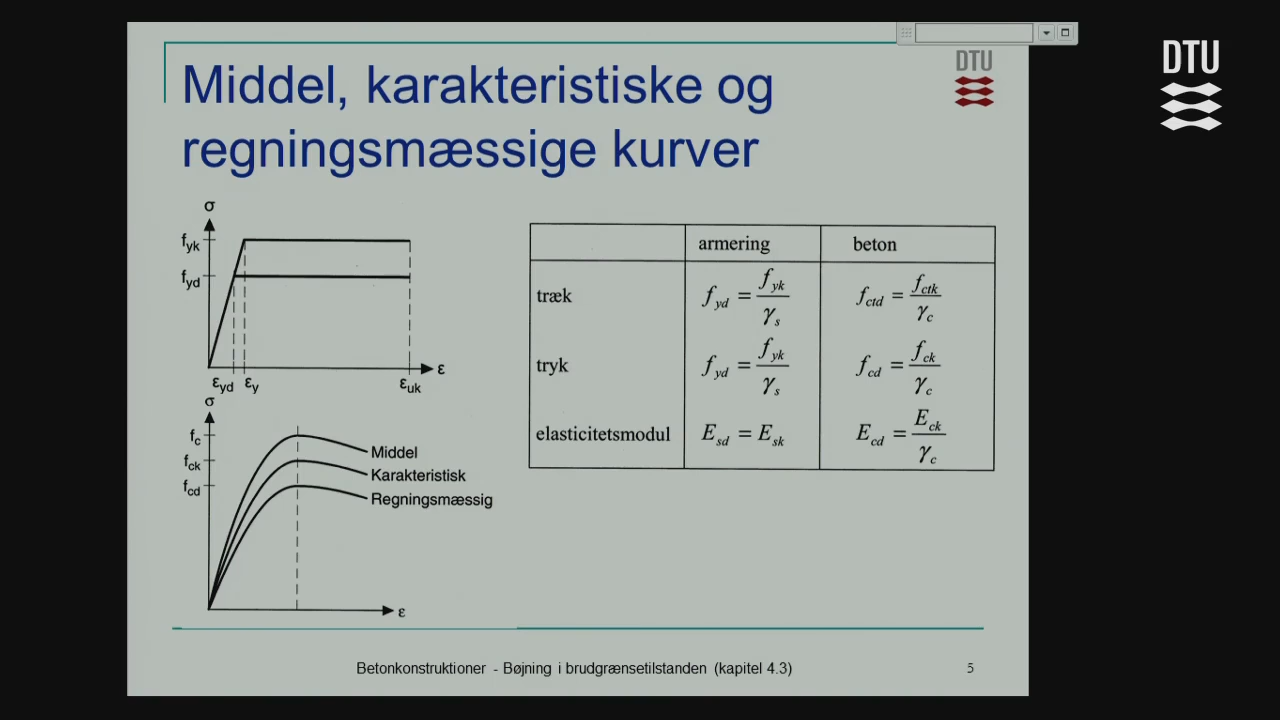 DTU
DTU
Middel, karakteristiske og
regningsmæssige kurver
σ
f_yk
f_yd
ε
ε_yd ε_y ε_uk
σ
f_c
f_ck
f_cd
Middel
Karakteristisk
Regningsmæssig
ε
armering beton
træk f_yd = f_yk / γ_s f_ctd = f_ctk / γ_c
tryk f_yd = f_yk / γ_s f_cd = f_ck / γ_c
elasticitetsmodul E_sd = E_sk E_cd = E_ck / γ_c
Betonkonstruktioner - Bøjning i brudgrænsetilstanden (kapitel 4.3) 5